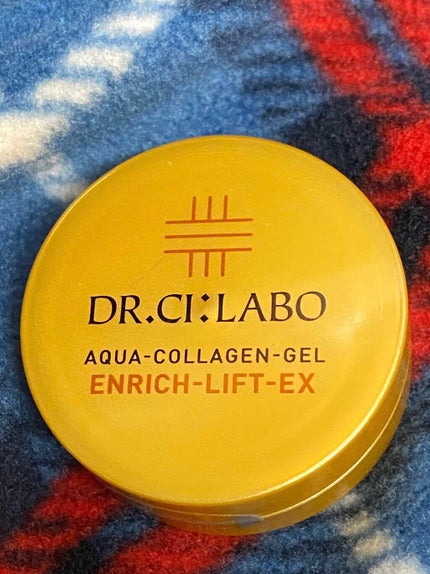 DR.CI:LABO
AQUA-COLLAGEN-GEL
ENRICH-LIFT-EX